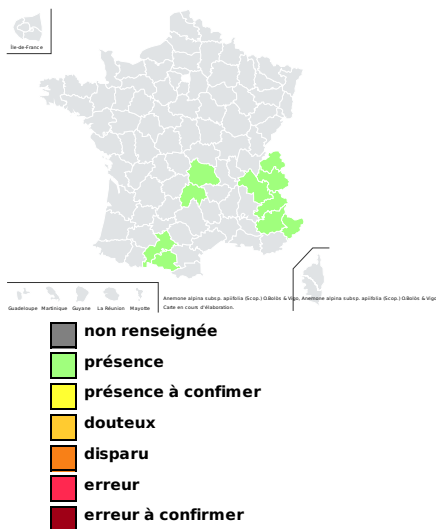 Île-de-France
Guadeloupe Martinique Guyane La Réunion Mayotte
Anemone alpina subsp. apiifolia (Scop.) O.Bolòs & Vigo, Anemone alpina subsp. apiifolia (Scop.) O.Bolòs & Vigo
Carte en cours d'élaboration.
non renseignée
présence
présence à confimer
douteux
disparu
erreur
erreur à confirmer